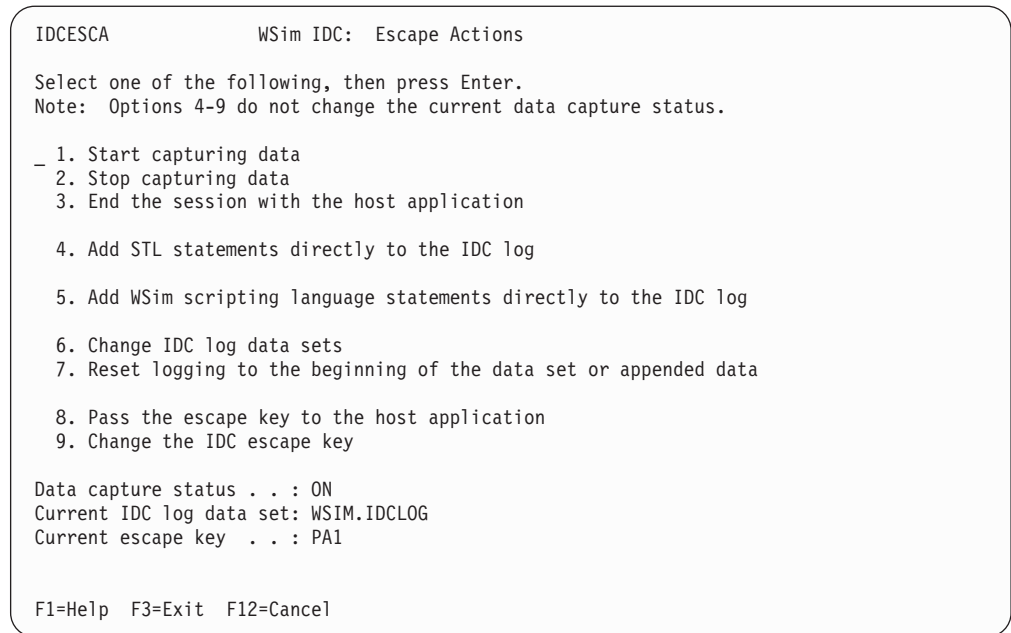 IDCESCA WSim IDC: Escape Actions
Select one of the following, then press Enter.
Note: Options 4-9 do not change the current data capture status.
_ 1. Start capturing data
2. Stop capturing data
3. End the session with the host application
4. Add STL statements directly to the IDC log
5. Add WSim scripting language statements directly to the IDC log
6. Change IDC log data sets
7. Reset logging to the beginning of the data set or appended data
8. Pass the escape key to the host application
9. Change the IDC escape key
Data capture status . . : ON
Current IDC log data set: WSIM.IDCLOG
Current escape key . . : PA1
F1=Help F3=Exit F12=Cancel